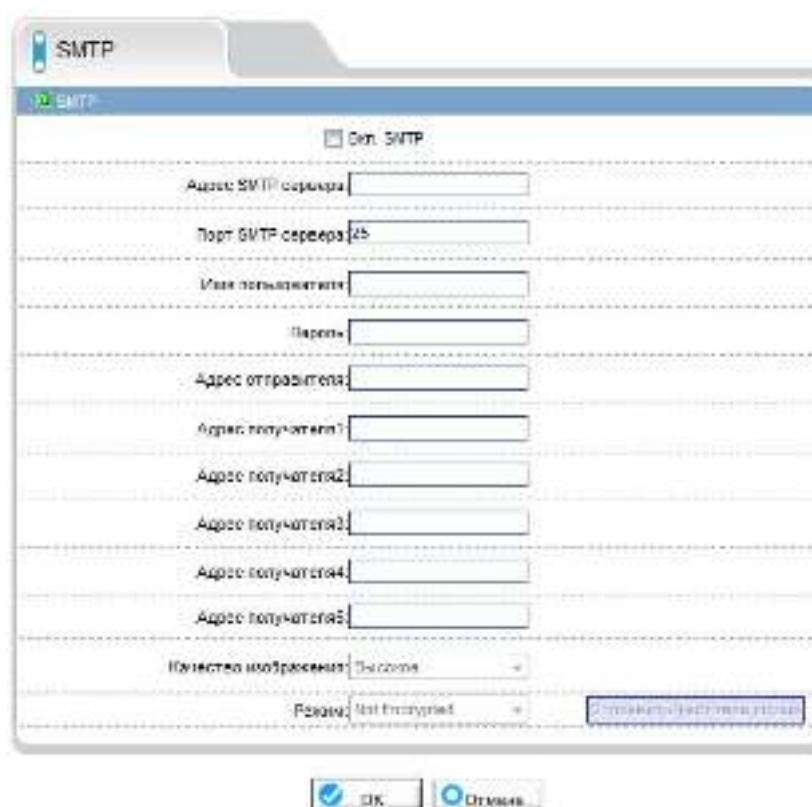 SMTP
SMTP
Вкл. SMTP
Адрес SMTP сервера:
Порт SMTP сервера: 25
Имя пользователя:
Пароль:
Адрес отправителя:
Адрес получателя1:
Адрес получателя2:
Адрес получателя3:
Адрес получателя4:
Адрес получателя5:
Качество изображения: Высокое
Режим: Not Encrypted
OK Отмена